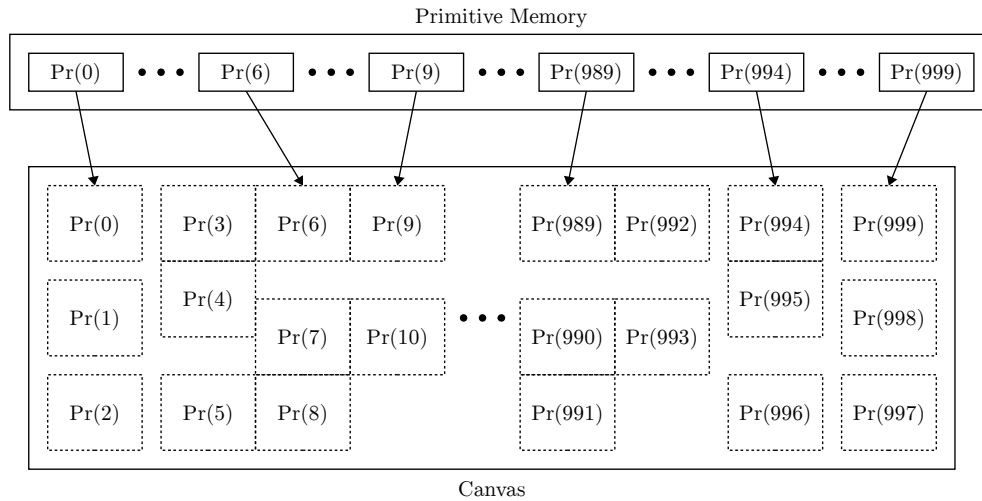 Primitive Memory
Pr(0) ••• Pr(6) ••• Pr(9) ••• Pr(989) ••• Pr(994) ••• Pr(999)
Pr(0) Pr(3) Pr(6) Pr(9) Pr(989) Pr(992) Pr(994) Pr(999)
Pr(4) Pr(995)
Pr(1) Pr(7) Pr(10) ••• Pr(990) Pr(993) Pr(998)
Pr(2) Pr(5) Pr(8) Pr(991) Pr(996) Pr(997)
Canvas